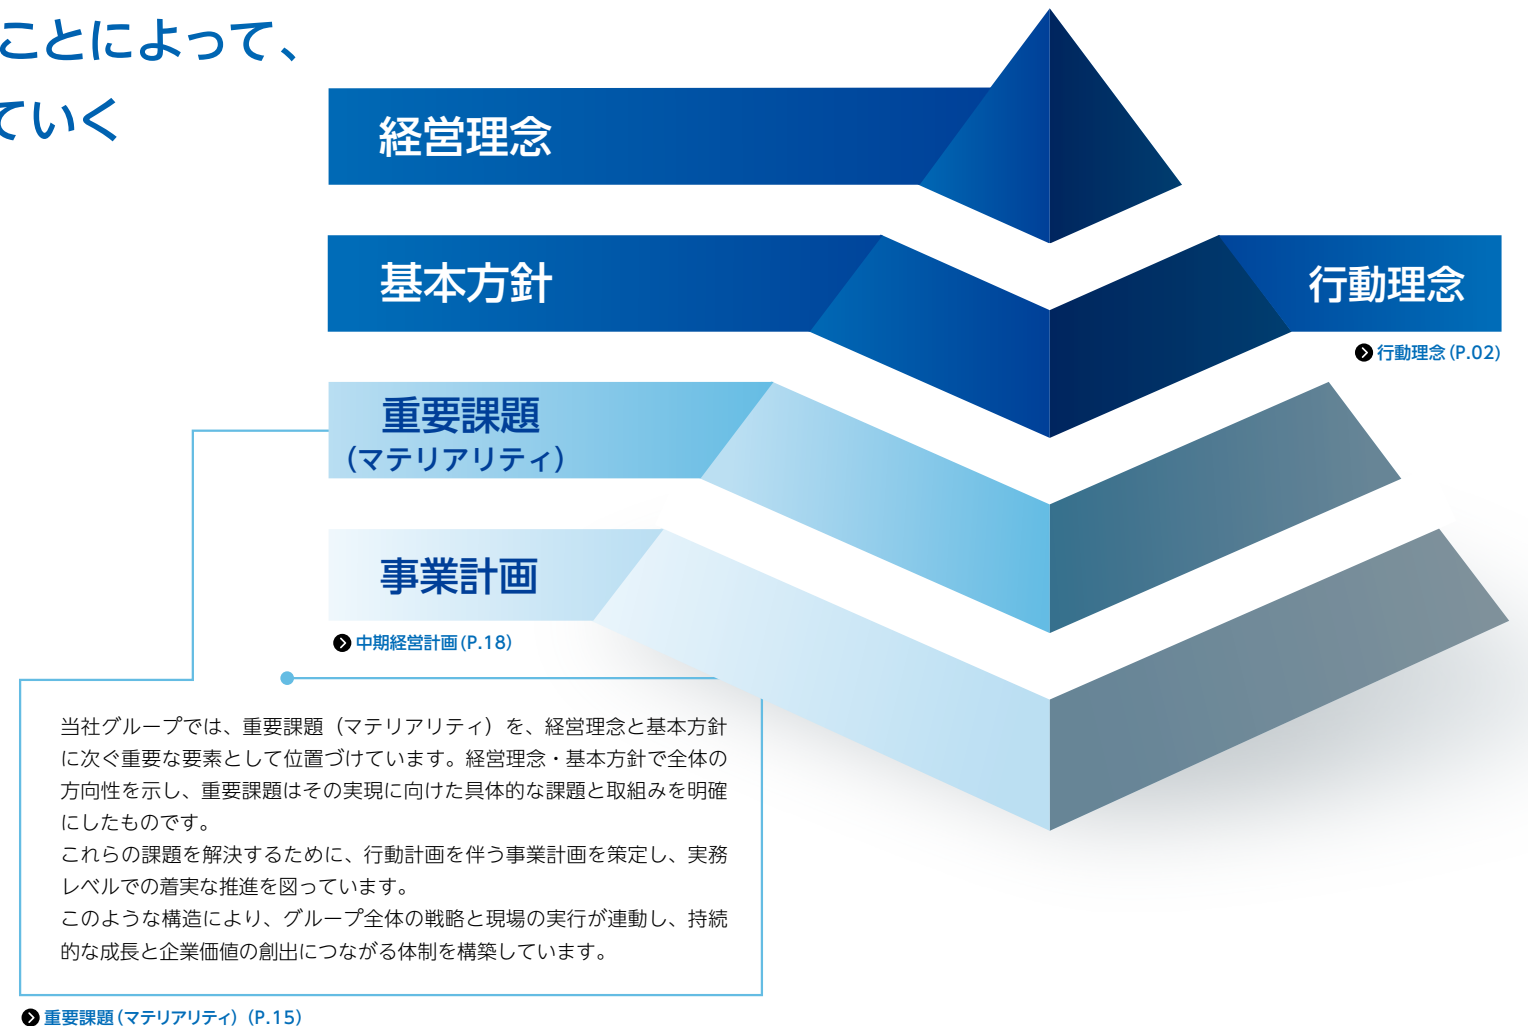 ことによって、
ていく
経営理念
基本方針
行動理念
行動理念(P.02)
重要課題
(マテリアリティ)
事業計画
中期経営計画(P.18)
当社グループでは、重要課題（マテリアリティ）を、経営理念と基本方針
に次ぐ重要な要素として位置づけています。経営理念・基本方針で全体の
方向性を示し、重要課題はその実現に向けた具体的な課題と取組みを明確
にしたものです。
これらの課題を解決するために、行動計画を伴う事業計画を策定し、実務
レベルでの着実な推進を図っています。
このような構造により、グループ全体の戦略と現場の実行が連動し、持続
的な成長と企業価値の創出につながる体制を構築しています。
重要課題(マテリアリティ)(P.15)